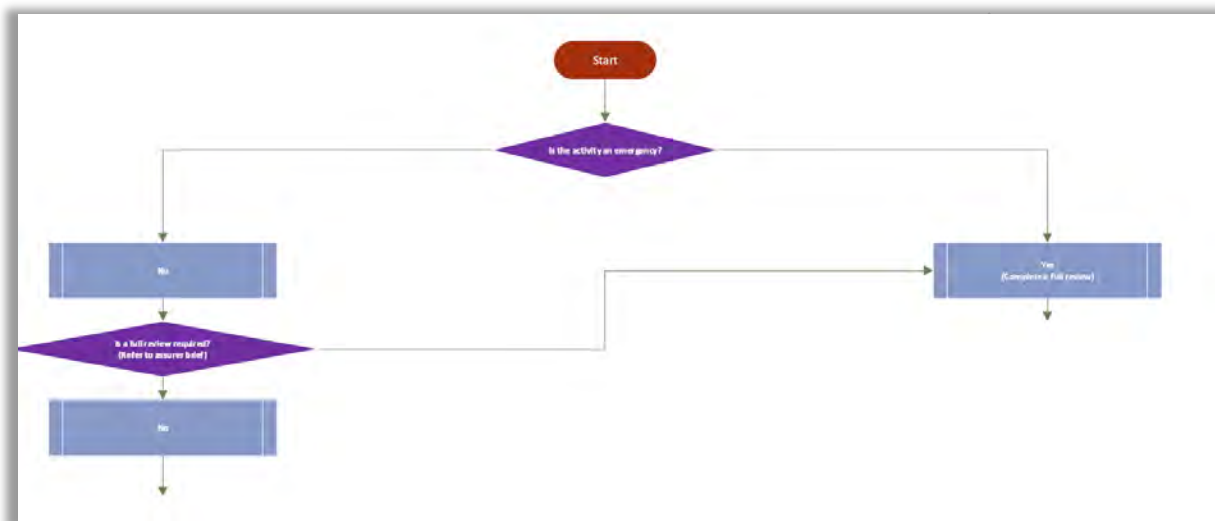 Start
Is the activity an emergency?
No
Yes
(Complete a full review)
Is a full review required?
(Refer to assurer brief)
No